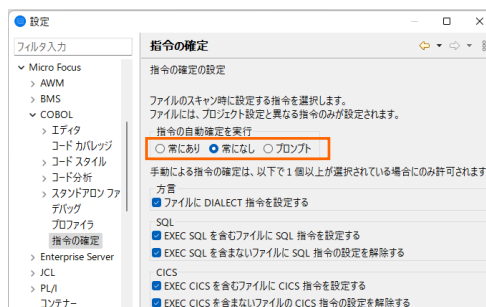 設定
フィルタ入力
指令の確定
Micro Focus
AWM
BMS
COBOL
エディタ
コード カバレッジ
コード スタイル
コード分析
スタンドアロン ファ
デバッグ
プロファイラ
指令の確定
Enterprise Server
JCL
PL/I
コンテナー
指令の確定の設定
ファイルのスキャン時に設定する指令を選択します。
ファイルには、プロジェクト設定と異なる指令のみが設定されます。
指令の自動確定を実行
常にあり 常になし プロンプト
手動による指令の確定は、以下で 1 個以上が選択されている場合にのみ許可されます
方言
ファイルに DIALECT 指令を設定する
SQL
EXEC SQL を含むファイルに SQL 指令を設定する
EXEC SQL を含まないファイルに SQL 指令の設定を解除する
CICS
EXEC CICS を含むファイルに CICS 指令を設定する
EXEC CICS を含まないファイルの CICS 指令の設定を解除する